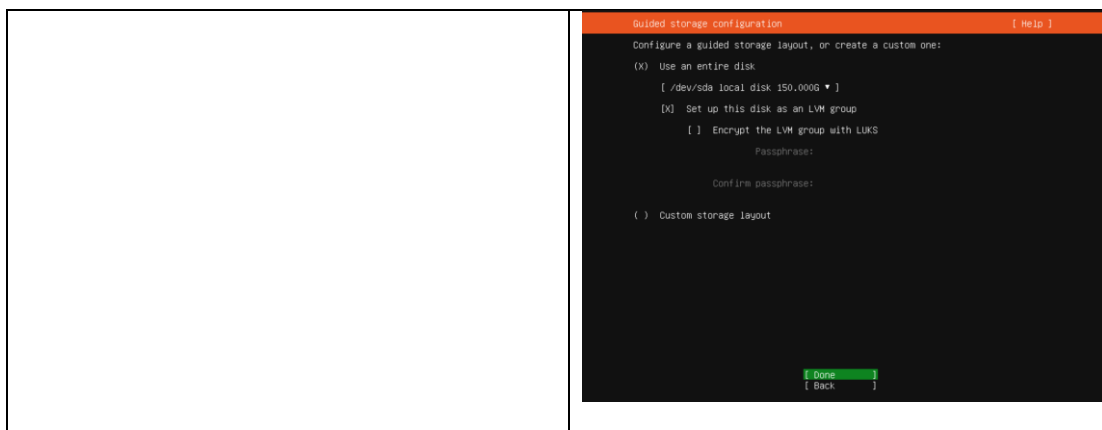 Guided storage configuration [ Help ]
Configure a guided storage layout, or create a custom one:
(X) Use an entire disk
[ /dev/sda local disk 150.000G ▾ ]
[X] Set up this disk as an LVM group
[ ] Encrypt the LVM group with LUKS
Passphrase:
Confirm passphrase:
( ) Custom storage layout
[ Done ]
[ Back ]